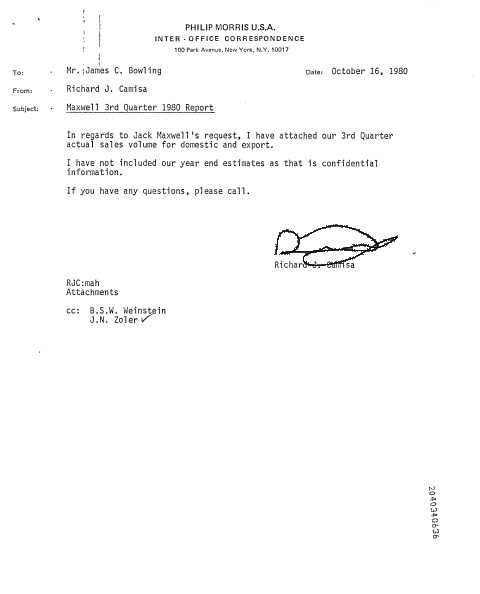 PHILIP MORRIS U.S.A.
INTER - OFFICE CORRESPONDENCE
100 Park Avenue, New York, N.Y. 10017
To: Mr. James C. Bowling Date: October 16, 1980
From: Richard J. Camisa
Subject: Maxwell 3rd Quarter 1980 Report
In regards to Jack Maxwell's request, I have attached our 3rd Quarter
actual sales volume for domestic and export.
I have not included our year end estimates as that is confidential
information.
If you have any questions, please call.
Richard J. Camisa
RJC:mah
Attachments
cc: B.S.W. Weinstein
J.N. Zoler
2040340636